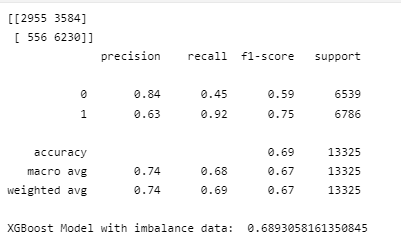 [[2955 3584]
[ 556 6230]]
precision recall f1-score support
0 0.84 0.45 0.59 6539
1 0.63 0.92 0.75 6786
accuracy 0.69 13325
macro avg 0.74 0.68 0.67 13325
weighted avg 0.74 0.69 0.67 13325
XGBoost Model with imbalance data: 0.6893058161350845